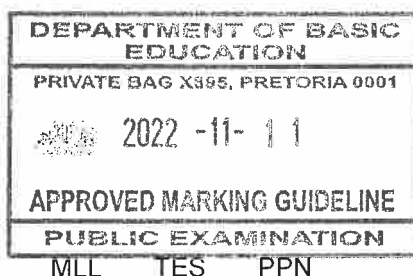 DEPARTMENT OF BASIC
EDUCATION
PRIVATE BAG X895, PRETORIA 0001
2022 -11- 11
APPROVED MARKING GUIDELINE
PUBLIC EXAMINATION
MLL TES PPN